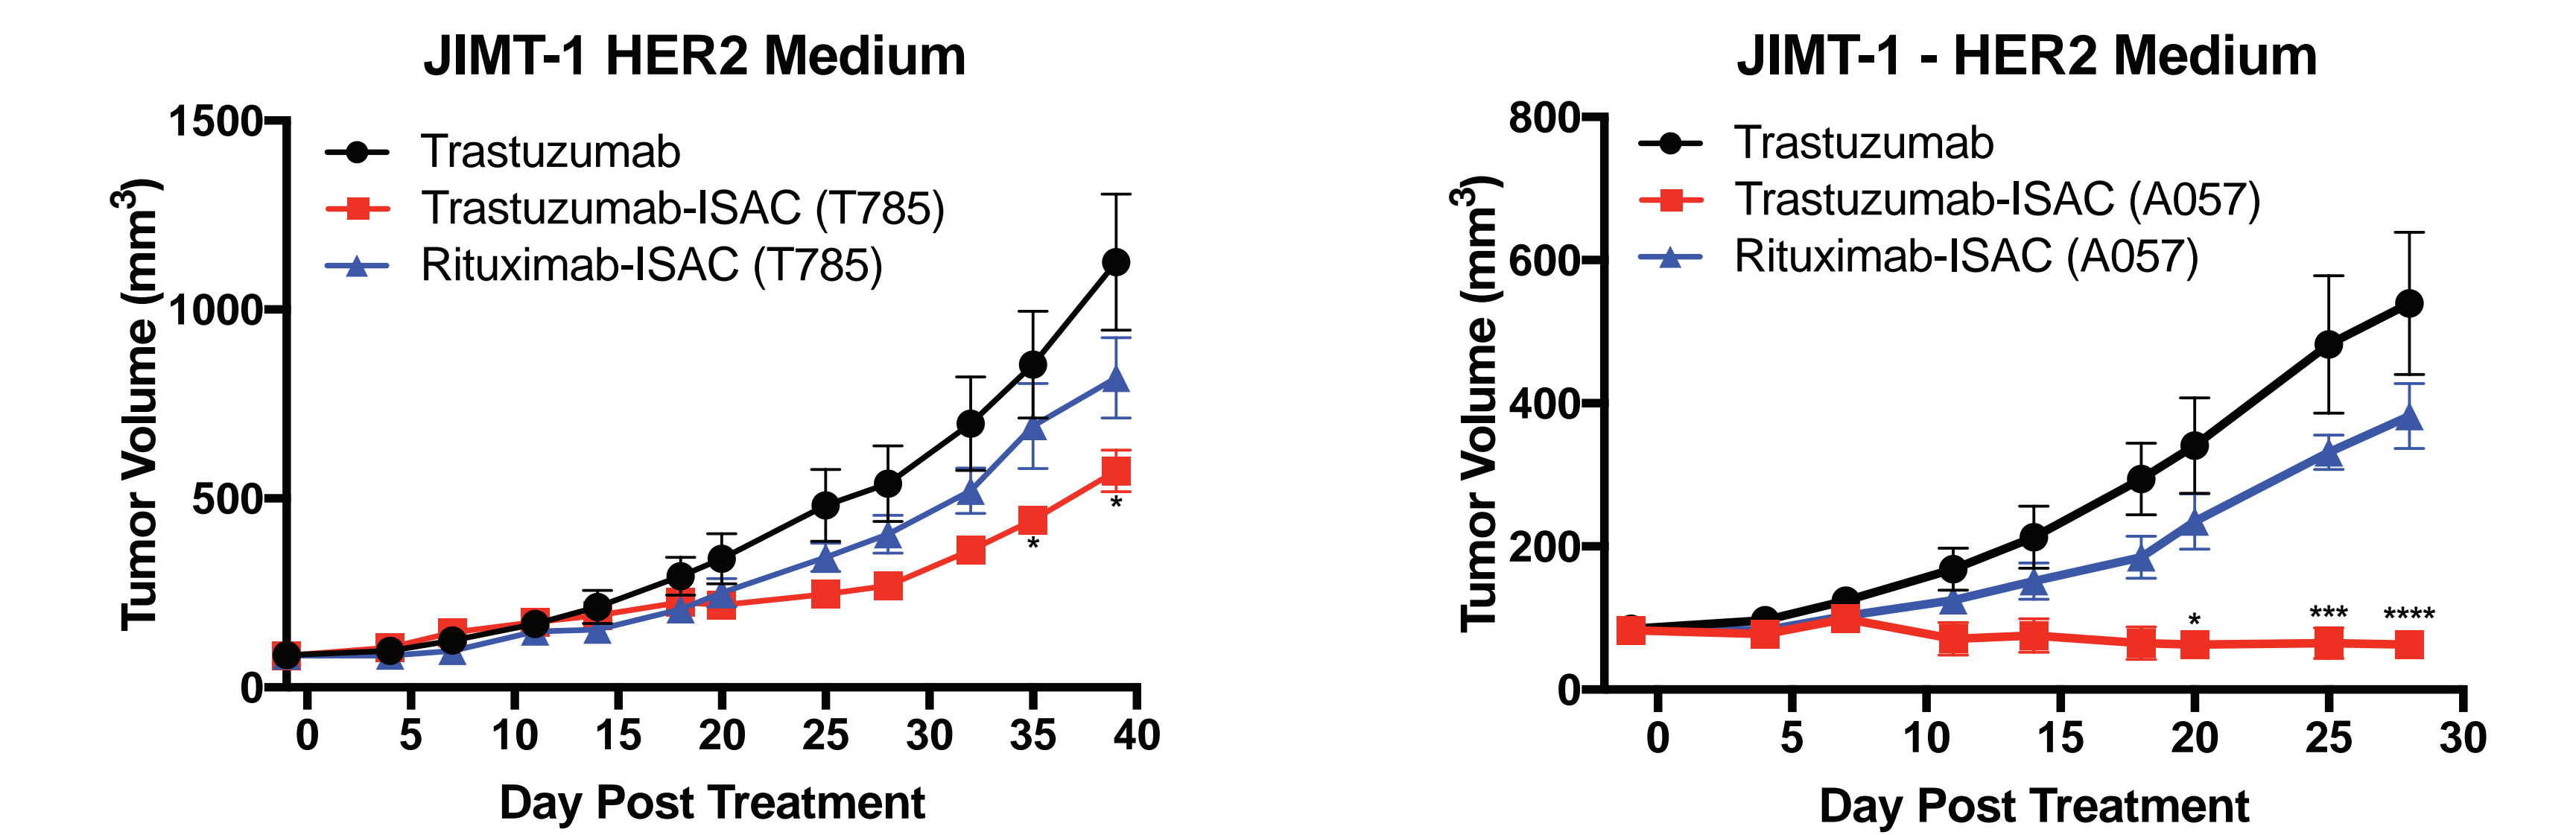 JIMT-1 HER2 Medium
1500
1000
500
0
Tumor Volume (mm³)
Trastuzumab
Trastuzumab-ISAC (T785)
Rituximab-ISAC (T785)
*
*
0 5 10 15 20 25 30 35 40
Day Post Treatment
JIMT-1 - HER2 Medium
800
600
400
200
0
Tumor Volume (mm³)
Trastuzumab
Trastuzumab-ISAC (A057)
Rituximab-ISAC (A057)
* *** ****
0 5 10 15 20 25 30
Day Post Treatment